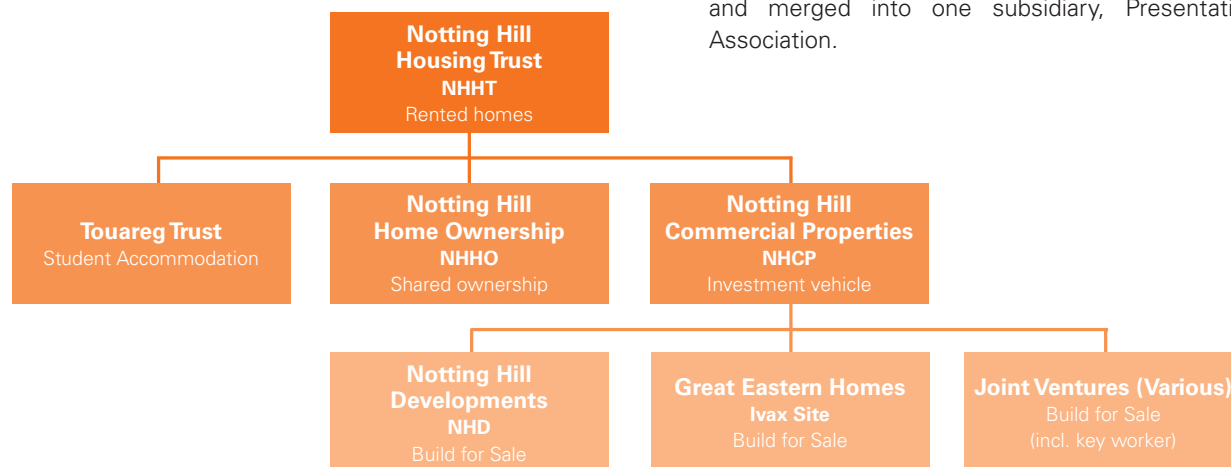 and merged into one subsidiary,
Association.
Notting Hill
Housing Trust
NHHT
Rented homes
Touareg Trust
Student Accommodation
Notting Hill
Home Ownership
NHHO
Shared ownership
Notting Hill
Commercial Properties
NHCP
Investment vehicle
Notting Hill
Developments
NHD
Build for Sale
Great Eastern Homes
Ivax Site
Build for Sale
Joint Ventures (Various)
Build for Sale
(incl. key worker)